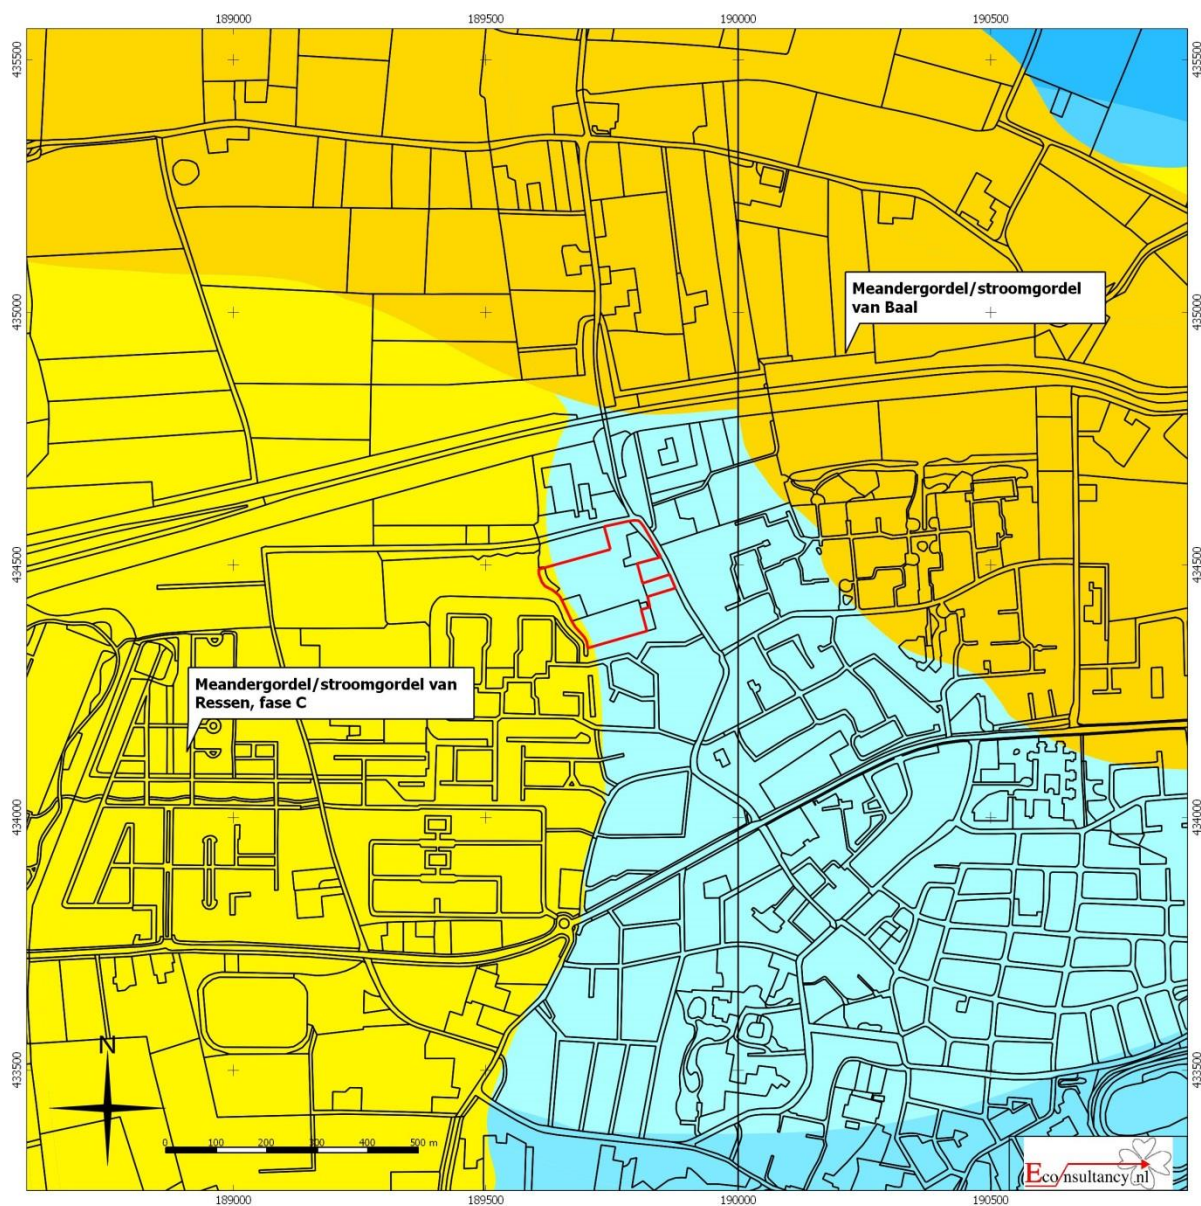 189000 189500 190000 190500
435500 435500
Meandergordel/stroomgordel
van Baal
435000 435000
434500 434500
Meandergordel/stroomgordel van
Ressen, fase C
434000 434000
433500 433500
N
0 100 200 300 400 500 m
Econsultancy.nl
189000 189500 190000 190500